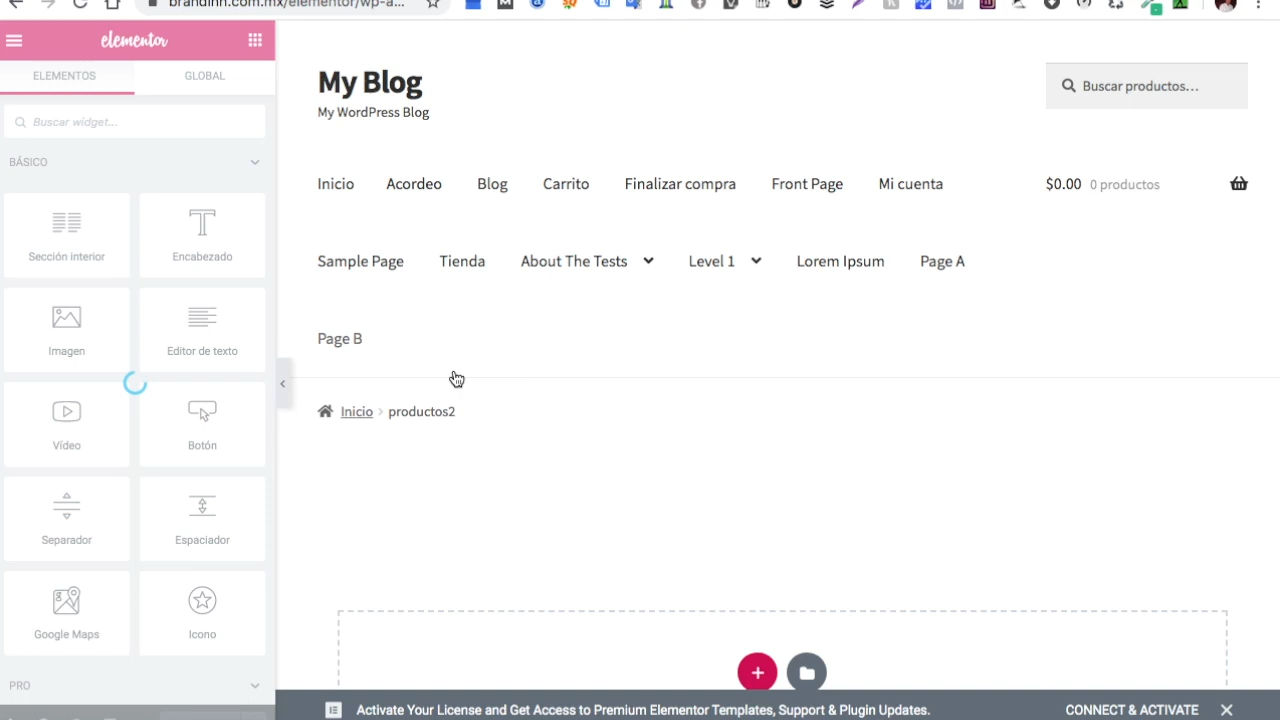 brandinn.com.mx/elementor/wp-a...
elementor
ELEMENTOS
GLOBAL
Buscar widget...
BÁSICO
Sección interior
Encabezado
Imagen
Editor de texto
Vídeo
Botón
Separador
Espaciador
Google Maps
Icono
PRO
My Blog
My WordPress Blog
Buscar productos...
Inicio Acordeo Blog Carrito Finalizar compra Front Page Mi cuenta
$0.00 0 productos
Sample Page Tienda About The Tests Level 1 Lorem Ipsum Page A
Page B
Inicio productos2
Activate Your License and Get Access to Premium Elementor Templates, Support & Plugin Updates.
CONNECT & ACTIVATE